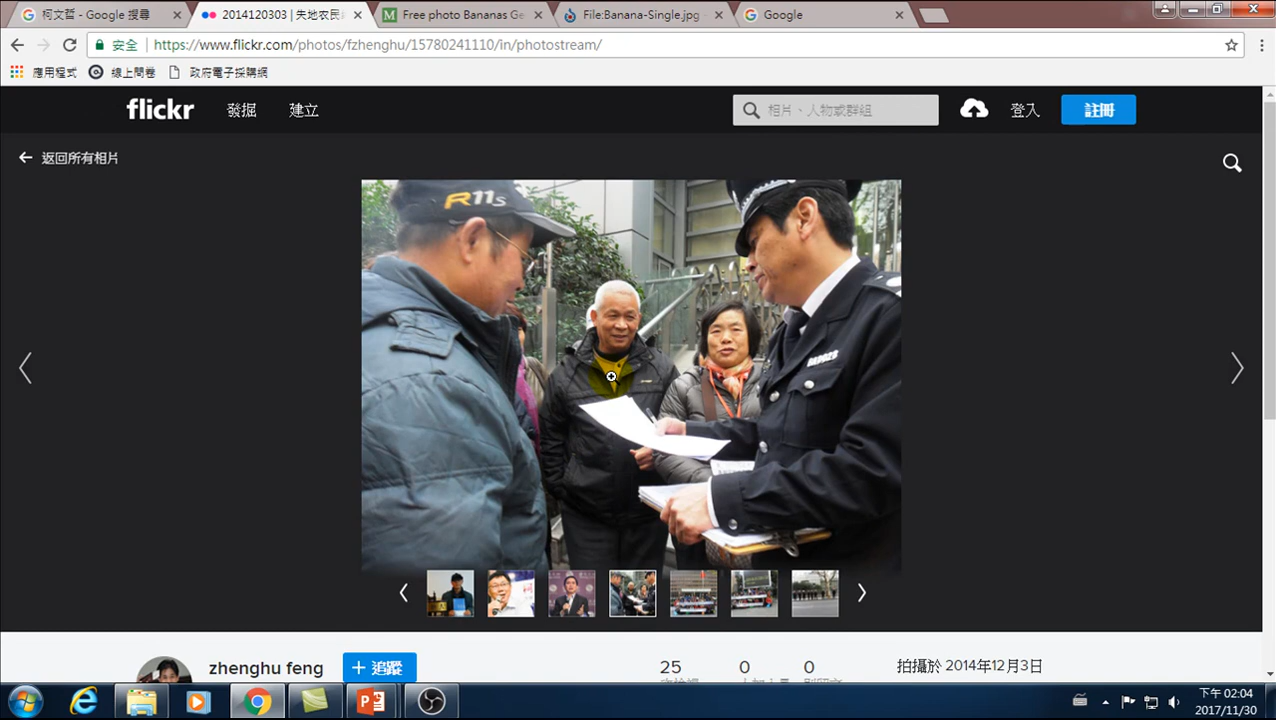 柯文哲 - Google 搜尋
2014120303 | 失地农民
Free photo Bananas Se
File:Banana-Single.jpg -
Google
安全
https://www.flickr.com/photos/fzhenghu/15780241110/in/photostream/
應用程式
線上問卷
政府電子採購網
flickr
發掘
建立
相片、人物或群組
登入
註冊
返回所有相片
R11s
zhenghu feng
+ 追蹤
25
0
0
拍攝於 2014年12月3日
下午 02:04
2017/11/30